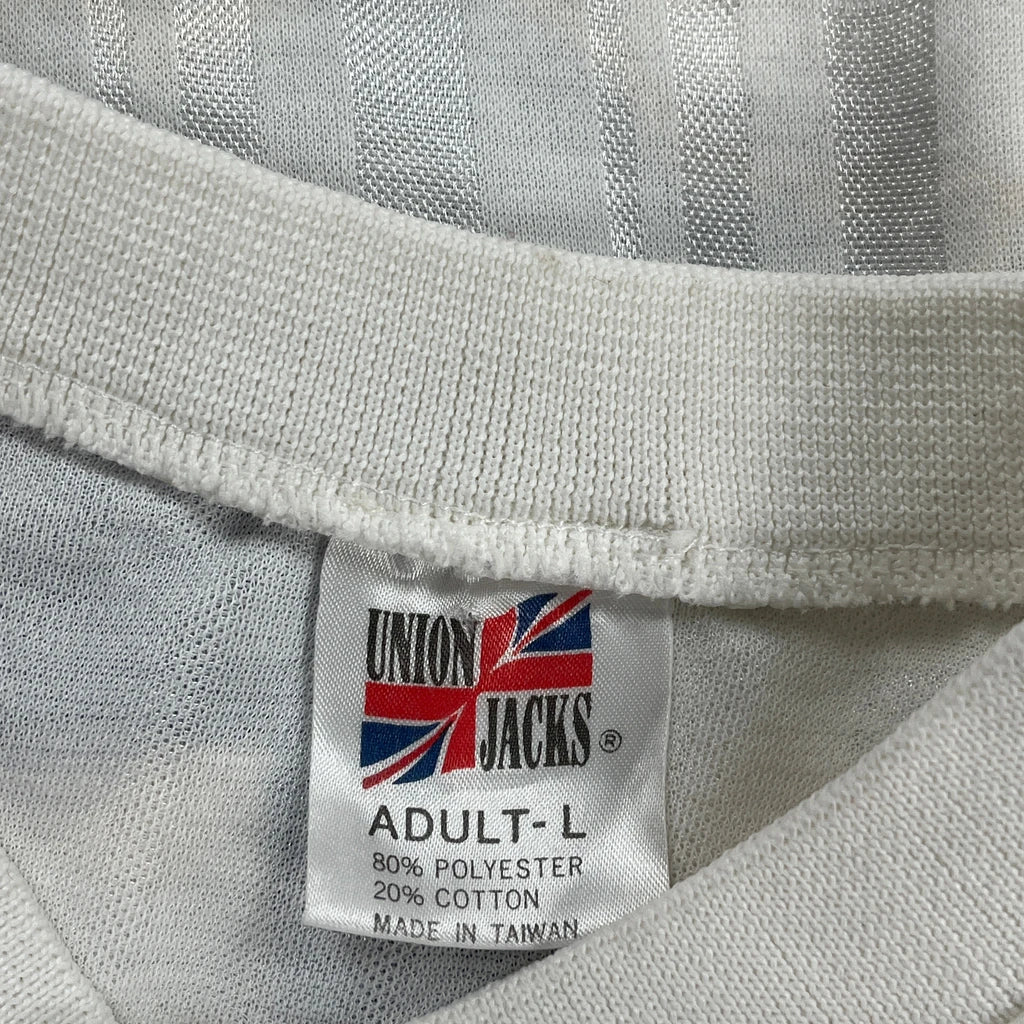 UNION
JACKS ®
ADULT-L
80% POLYESTER
20% COTTON
MADE IN TAIWAN